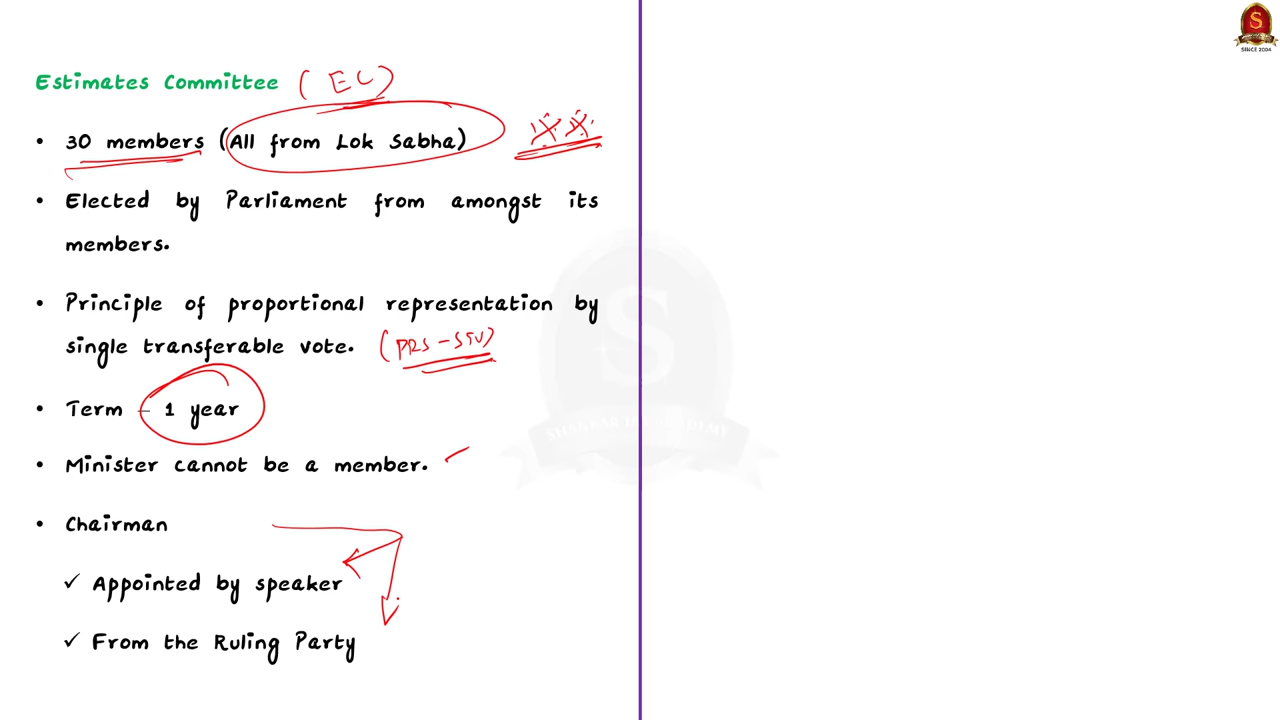 Estimates Committee (EC)
• 30 members (All from Lok Sabha)
• Elected by Parliament from amongst its
members.
• Principle of proportional representation by
single transferable vote. (PRS-STV)
• Term - 1 year
• Minister cannot be a member.
• Chairman
✓ Appointed by speaker
✓ From the Ruling Party
S
SINCE 2004
S